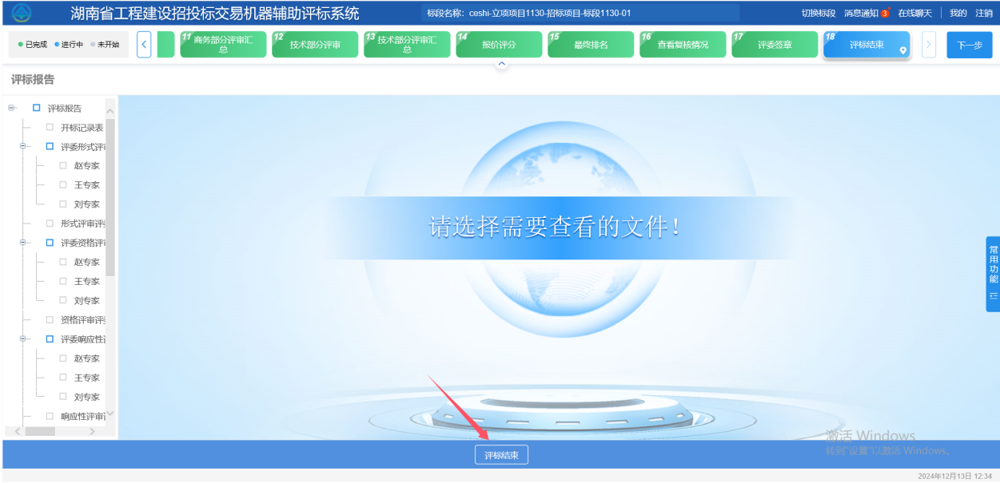 湖南省工程建设招投标交易机器辅助评标系统
标段名称：ceshi-立项项目1130-招标项目-标段1130-01
切换标段 消息通知 3 在线聊天 我的 注销
已完成 进行中 未开始
11 商务部分评审汇总
12 技术部分评审
13 技术部分评审汇总
14 报价评分
15 最终排名
16 查看复核情况
17 评委签章
18 评标结束
下一步
评标报告
评标报告
开标记录表
评委形式评审
赵专家
王专家
刘专家
形式评审评委
评委资格评审
赵专家
王专家
刘专家
资格评审评委
评委响应性评
赵专家
王专家
刘专家
响应性评审评
请选择需要查看的文件！
常用功能
评标结束
激活 Windows
转到"设置"以激活 Windows。
2024年12月13日 12:34